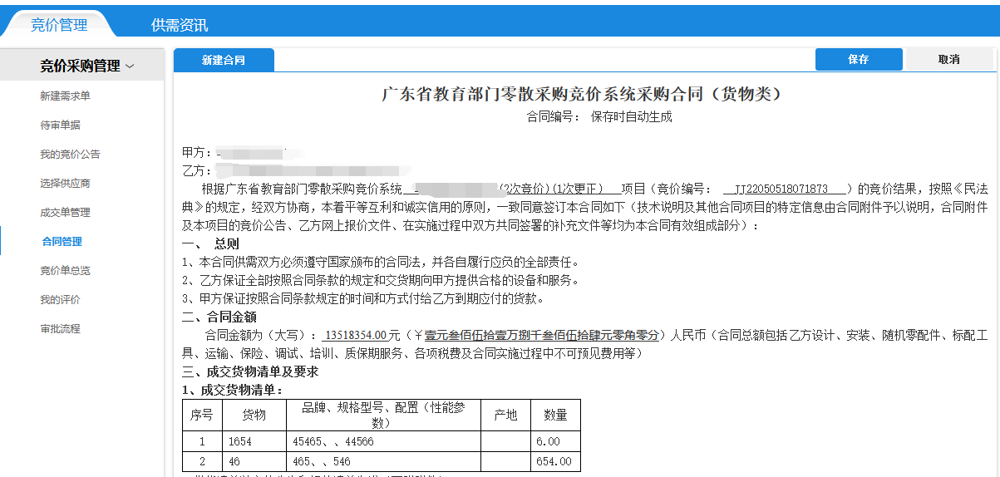 竞价管理 供需资讯
竞价采购管理
新建需求单
待审单据
我的竞价公告
选择供应商
成交单管理
合同管理
竞价单总览
我的评价
审批流程
新建合同 保存 取消
广东省教育部门零散采购竞价系统采购合同（货物类）
合同编号： 保存时自动生成
甲方：
乙方：
根据广东省教育部门零散采购竞价系统 (2次竞价)(1次更正) 项目（竞价编号： JJ22050518071873 ）的竞价结果，按照《民法
典》的规定，经双方协商，本着平等互利和诚实信用的原则，一致同意签订本合同如下（技术说明及其他合同项目的特定信息由合同附件予以说明，合同附件
及本项目的竞价公告、乙方网上报价文件、在实施过程中双方共同签署的补充文件等均为本合同有效组成部分）：
一、 总则
1、本合同供需双方必须遵守国家颁布的合同法，并各自履行应负的全部责任。
2、乙方保证全部按照合同条款的规定和交货期向甲方提供合格的设备和服务。
3、甲方保证按照合同条款规定的时间和方式付给乙方到期应付的货款。
二、合同金额
合同金额为（大写）： 13518354.00元（￥壹元叁佰伍拾壹万捌千叁佰伍拾肆元零角零分）人民币（合同总额包括乙方设计、安装、随机零配件、标配工
具、运输、保险、调试、培训、质保期服务、各项税费及合同实施过程中不可预见费用等）
三、成交货物清单及要求
1、成交货物清单：
序号 货物 品牌、规格型号、配置（性能参数） 产地 数量
1 1654 45465、、44566 6.00
2 46 465、、546 654.00